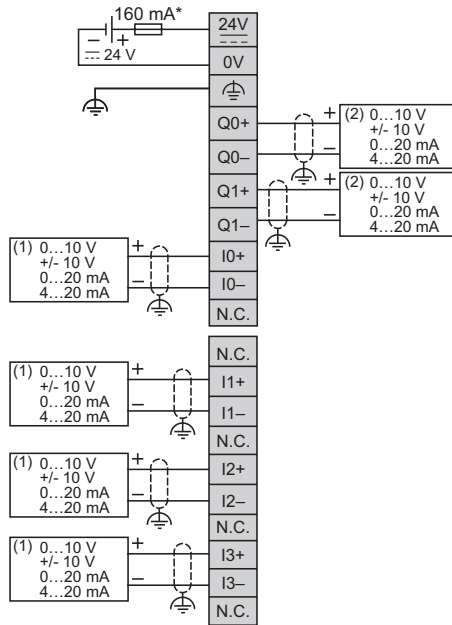 160 mA*
− +
24 V
24V
0V
Q0+
Q0–
Q1+
Q1–
I0+
I0–
N.C.
+
−
(2) 0...10 V
+/- 10 V
0...20 mA
4...20 mA
+
−
(2) 0...10 V
+/- 10 V
0...20 mA
4...20 mA
(1) 0...10 V
+/- 10 V
0...20 mA
4...20 mA
+
−
N.C.
I1+
I1–
N.C.
I2+
I2–
N.C.
I3+
I3–
N.C.
(1) 0...10 V
+/- 10 V
0...20 mA
4...20 mA
+
−
(1) 0...10 V
+/- 10 V
0...20 mA
4...20 mA
+
−
(1) 0...10 V
+/- 10 V
0...20 mA
4...20 mA
+
−